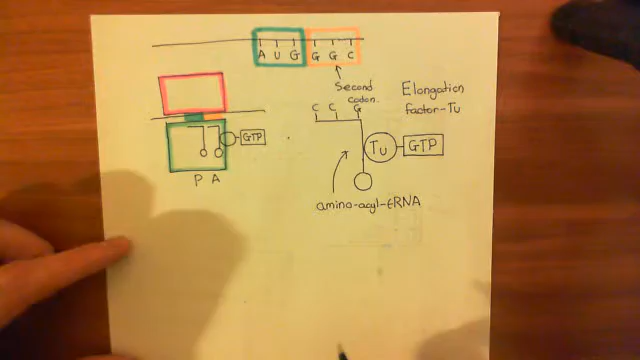 A U G G G C
Second codon.
Elongation
factor-Tu
C C G
GTP
Tu GTP
P A
amino-acyl-tRNA